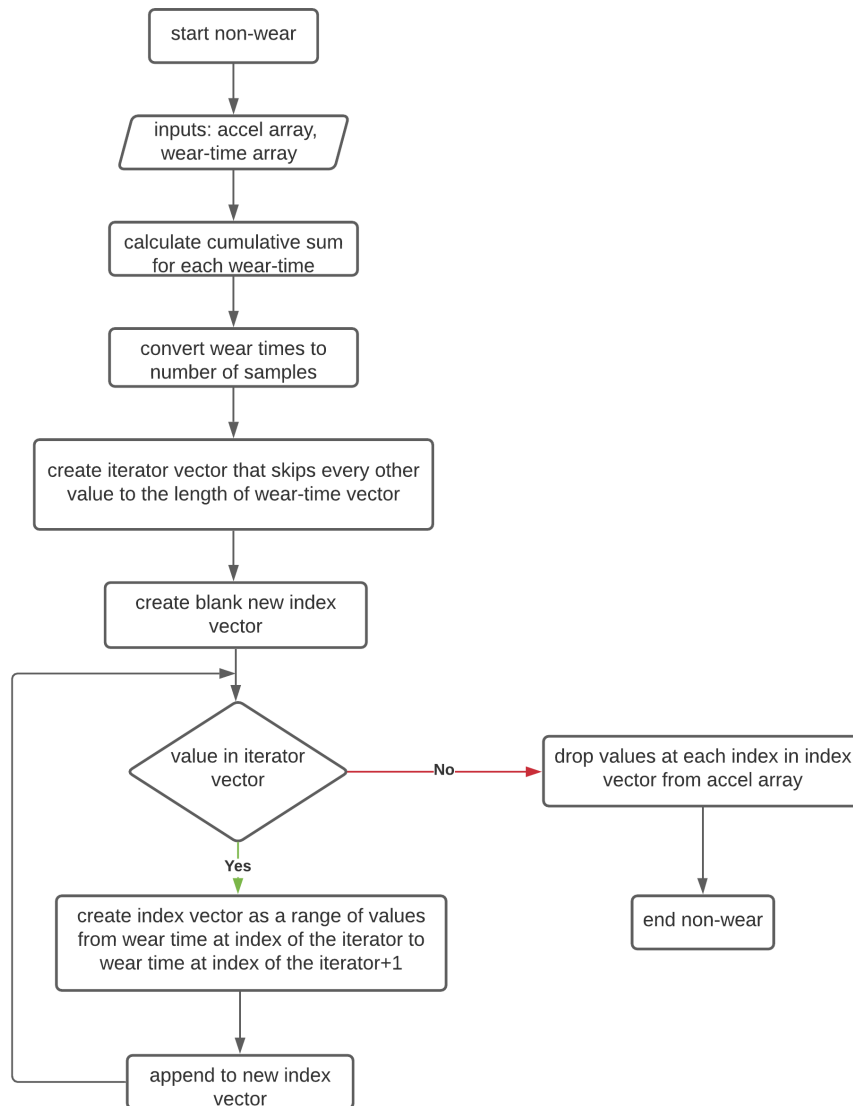 start non-wear
inputs: accel array,
wear-time array
calculate cumulative sum
for each wear-time
convert wear times to
number of samples
create iterator vector that skips every other
value to the length of wear-time vector
create blank new index
vector
value in iterator
vector
No
drop values at each index in index
vector from accel array
Yes
create index vector as a range of values
from wear time at index of the iterator to
wear time at index of the iterator+1
end non-wear
append to new index
vector